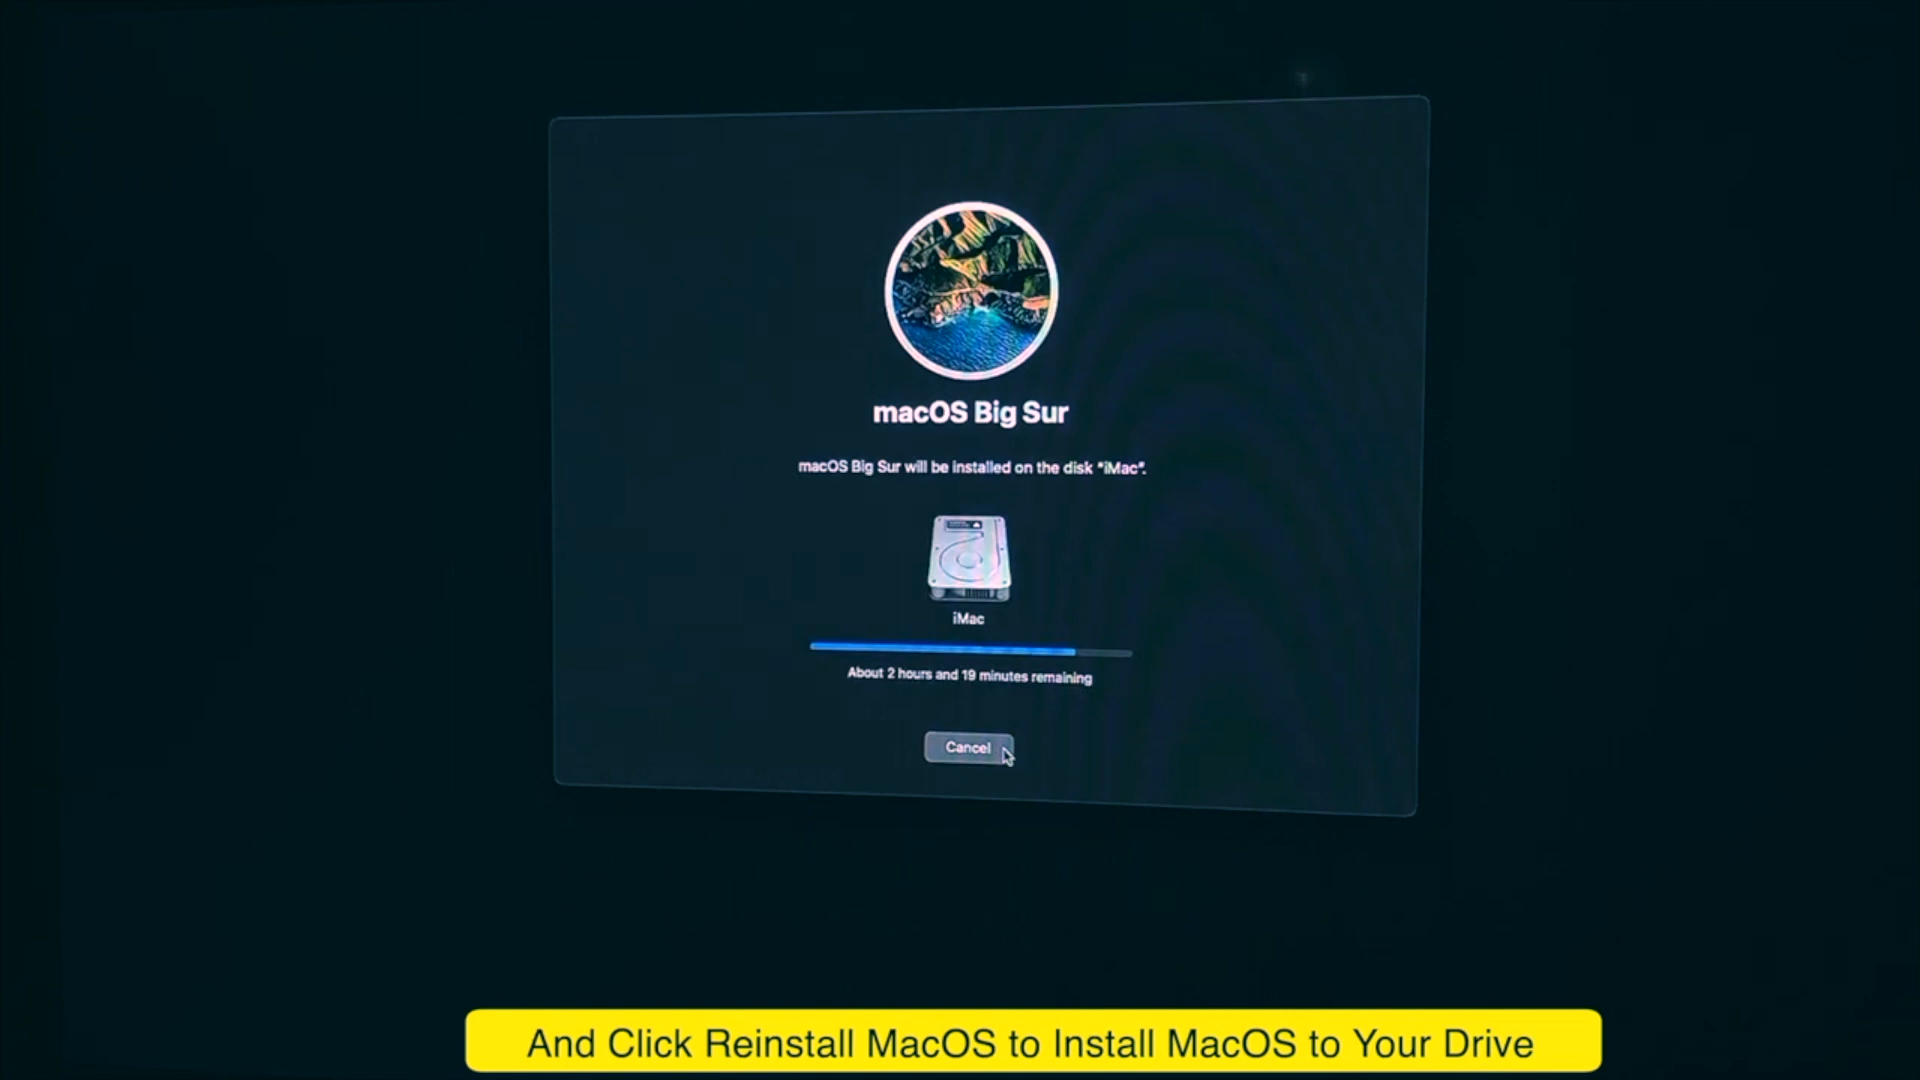 macOS Big Sur
macOS Big Sur will be installed on the disk "iMac".
iMac
About 2 hours and 19 minutes remaining
Cancel
And Click Reinstall MacOS to Install MacOS to Your Drive